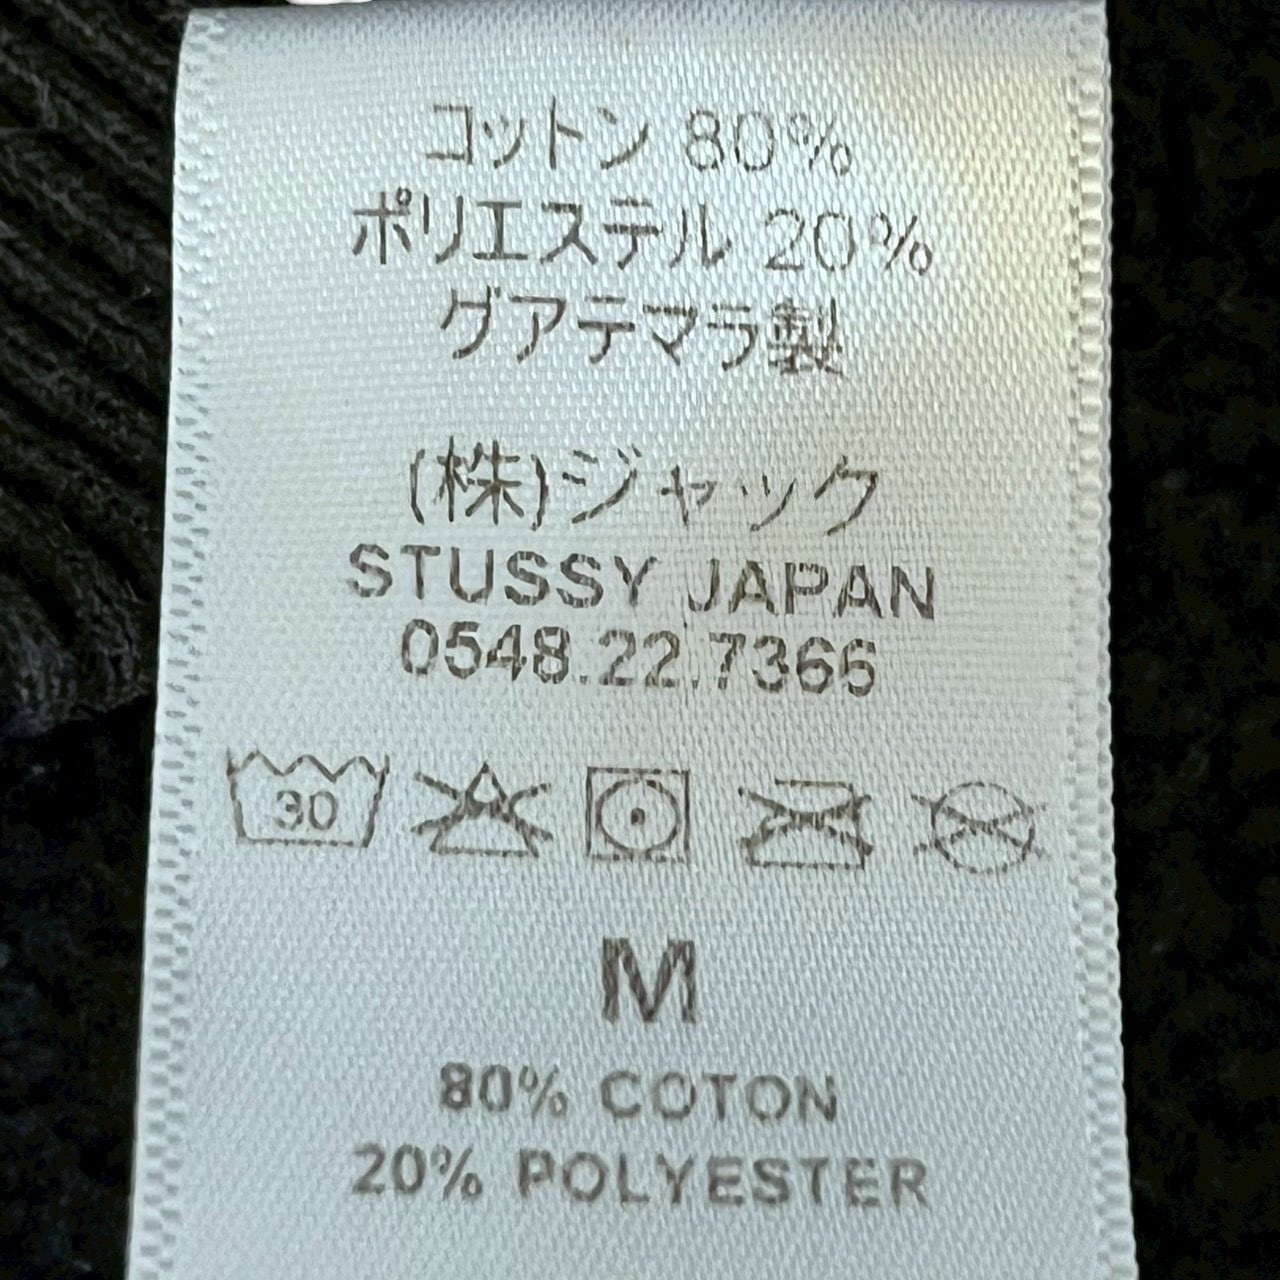 コットン 80%
ポリエステル 20%
グアテマラ製
(株)ジャック
STUSSY JAPAN
0548.22.7366
30
M
80% COTON
20% POLYESTER